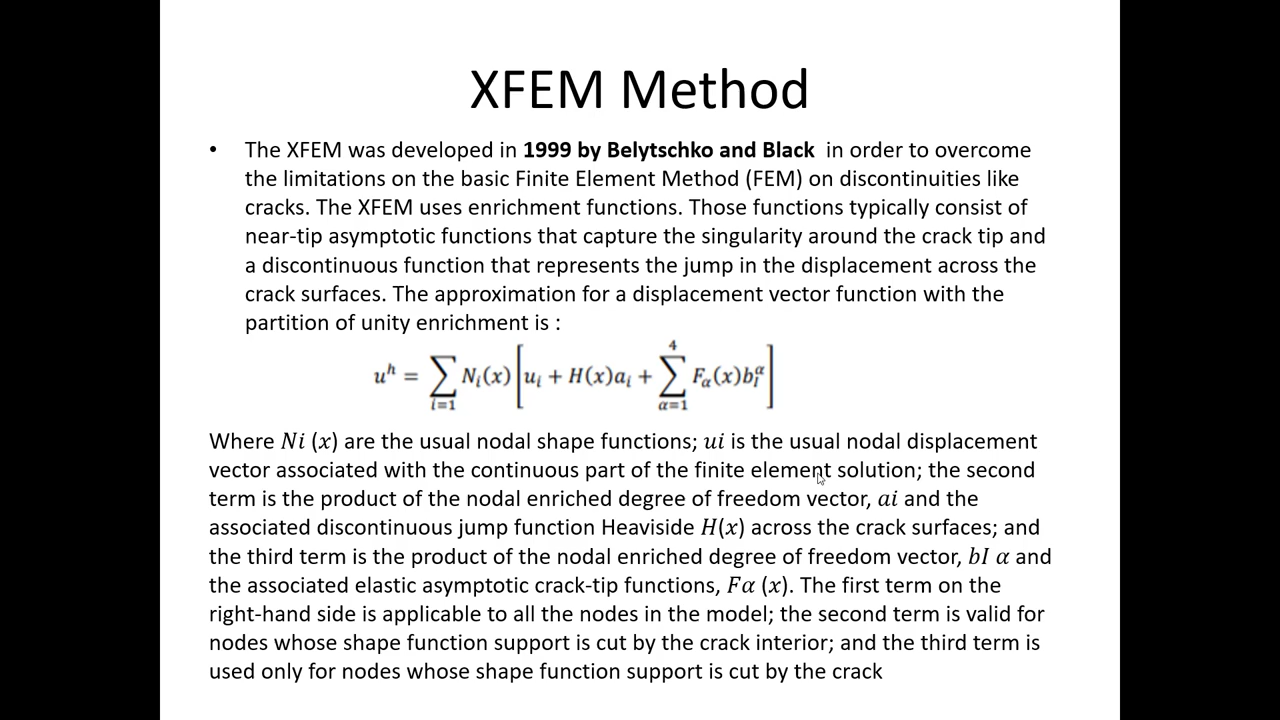 XFEM Method
• The XFEM was developed in 1999 by Belytschko and Black in order to overcome
the limitations on the basic Finite Element Method (FEM) on discontinuities like
cracks. The XFEM uses enrichment functions. Those functions typically consist of
near-tip asymptotic functions that capture the singularity around the crack tip and
a discontinuous function that represents the jump in the displacement across the
crack surfaces. The approximation for a displacement vector function with the
partition of unity enrichment is :
uʰ = ∑_{i=1} Nᵢ(x) [uᵢ + H(x)aᵢ + ∑_{α=1}^{4} F_α(x)b_I^α]
Where Ni (x) are the usual nodal shape functions; ui is the usual nodal displacement
vector associated with the continuous part of the finite element solution; the second
term is the product of the nodal enriched degree of freedom vector, ai and the
associated discontinuous jump function Heaviside H(x) across the crack surfaces; and
the third term is the product of the nodal enriched degree of freedom vector, bI α and
the associated elastic asymptotic crack-tip functions, Fα (x). The first term on the
right-hand side is applicable to all the nodes in the model; the second term is valid for
nodes whose shape function support is cut by the crack interior; and the third term is
used only for nodes whose shape function support is cut by the crack